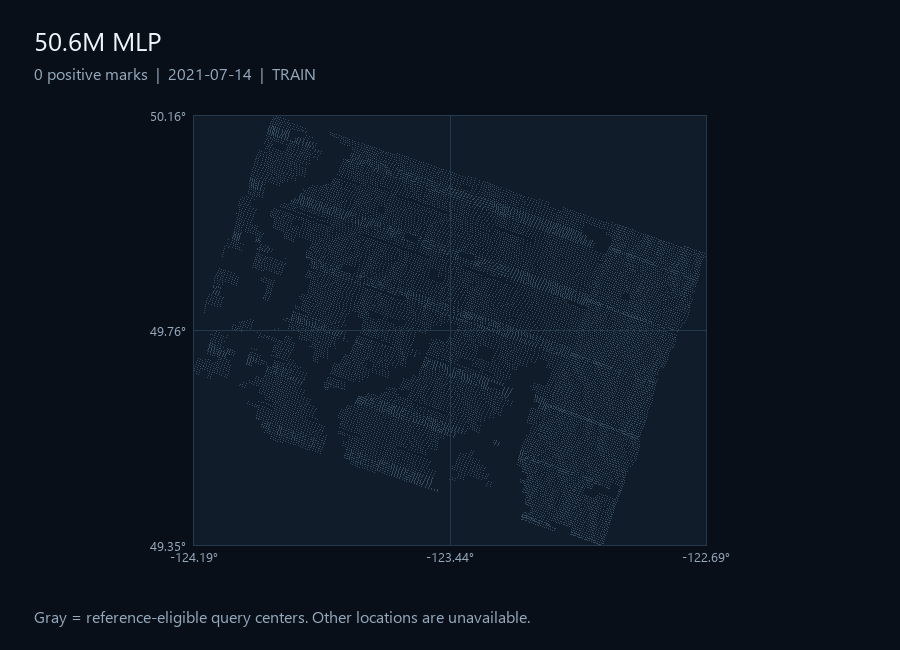 50.6M MLP
0 positive marks | 2021-07-14 | TRAIN
50.16°
49.76°
49.35°
-124.19°
-123.44°
-122.69°
Gray = reference-eligible query centers. Other locations are unavailable.